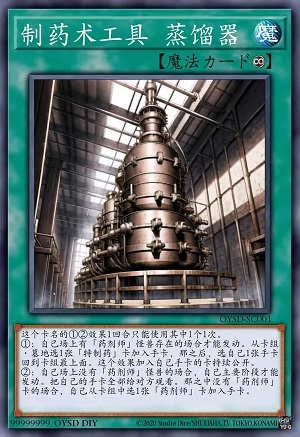 制药术工具 蒸馏器
魔
【魔法カード】
OYSD-SC001
这个卡名的①②效果1回合只能使用其中1个1次。
①:自己场上有「药剂师」怪兽存在的场合才能发动。从卡组
・墓地选1张「特制药」卡加入手卡,那之后,选自己1张手卡
回到卡组最上面。这个效果加入自己手卡的卡持续公开。
②:自己场上没有「药剂师」怪兽的场合,自己主要阶段才能
发动。把自己的手卡全部给对方观看。那之中没有「药剂师」
卡的场合,自己从卡组中选1张「药剂师」卡加入手卡。
99999999 OYSD DIY
©2020 Studio Dice/SHUEISHA, TV TOKYO, KONAMI